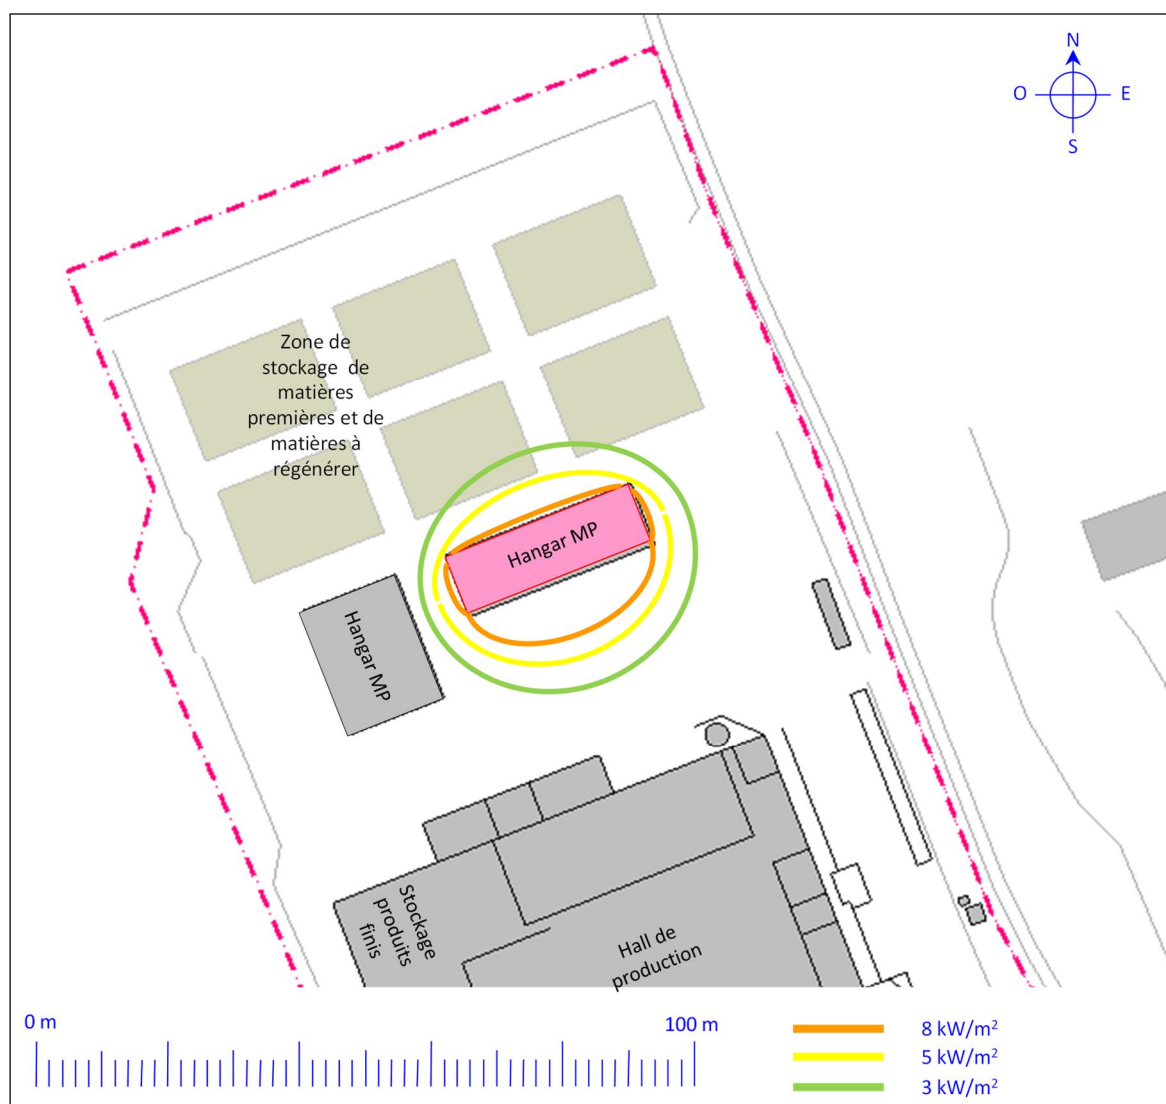 N
O
E
S
Zone de
stockage de
matières
premières et de
matières à
régénérer
Hangar MP
Hangar MP
Stockage
produits
finis
Hall de
production
0 m
100 m
8 kW/m²
5 kW/m²
3 kW/m²